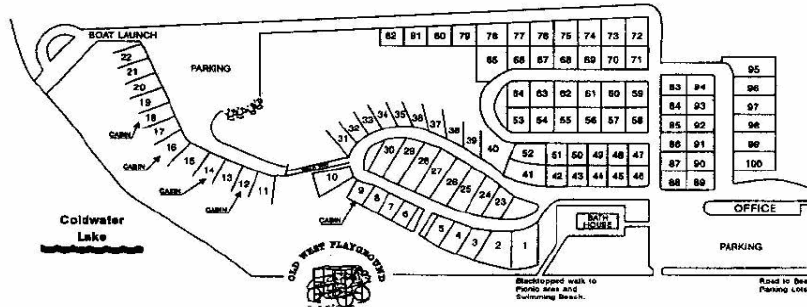 BOAT LAUNCH
PARKING
22
21
20
19
18
17
16
15
14
13
12
11
CABIN
CABIN
CABIN
CABIN
CABIN
Coldwater
Lake
82 81 80 79 78 77 76 75 74 73 72
65 66 67 68 69 70 71
64 63 62 61 60 59
53 54 55 56 57 58
52 51 50 49 48 47
41 42 43 44 45 46
83 94
84 93
85 92
86 91
87 90
88 89
95
96
97
98
99
100
31 32 33 34 35 36 37 38 39 40
30 29 28 27 26 25 24 23
10
9 8 7 6 5 4 3 2 1
BATH
HOUSE
OFFICE
PARKING
OLD WEST PLAYGROUND
Blacktopped walk to
Picnic area and
Swimming Beach.
Road to
Parking